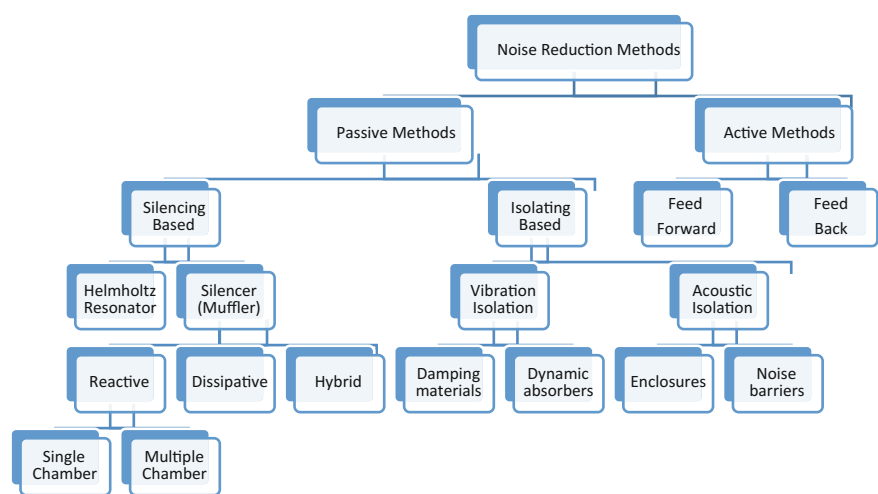 Noise Reduction Methods
Passive Methods
Active Methods
Silencing
Based
Isolating
Based
Feed
Forward
Feed
Back
Helmholtz
Resonator
Silencer
(Muffler)
Vibration
Isolation
Acoustic
Isolation
Reactive
Dissipative
Hybrid
Damping
materials
Dynamic
absorbers
Enclosures
Noise
barriers
Single
Chamber
Multiple
Chamber